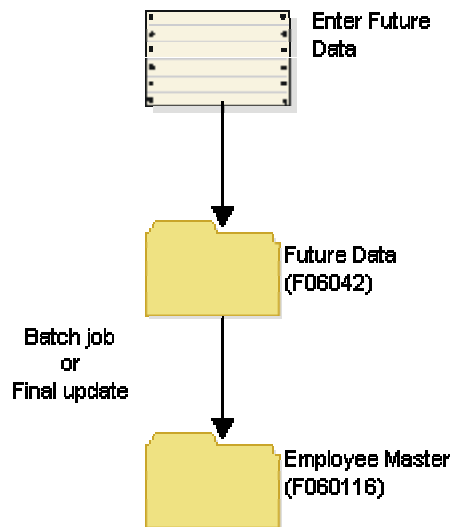 Enter Future
Data
Future Data
(F06042)
Batch job
or
Final update
Employee Master
(F060116)